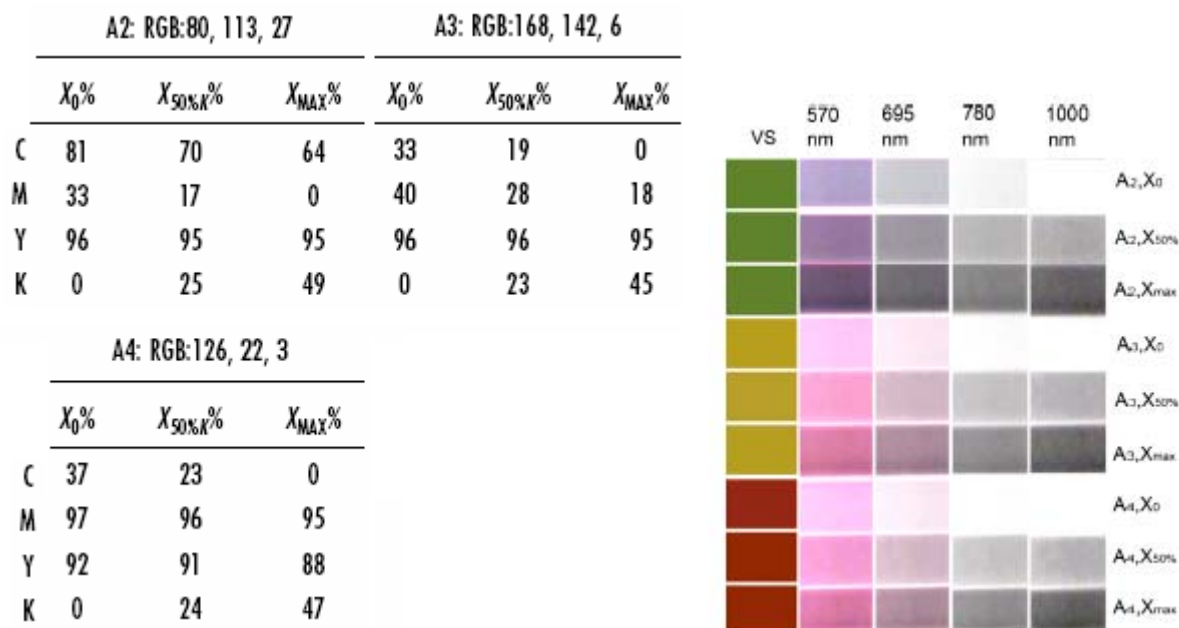 A2: RGB:80, 113, 27 A3: RGB:168, 142, 6
X0% X50%K% XMAX% X0% X50%K% XMAX%
C 81 70 64 33 19 0
M 33 17 0 40 28 18
Y 96 95 95 96 96 95
K 0 25 49 0 23 45
A4: RGB:126, 22, 3
X0% X50%K% XMAX%
C 37 23 0
M 97 96 95
Y 92 91 88
K 0 24 47
VS 570 nm 695 nm 780 nm 1000 nm
A2,X0
A2,X50%
A2,Xmax
A3,X0
A3,X50%
A3,Xmax
A4,X0
A4,X50%
A4,Xmax